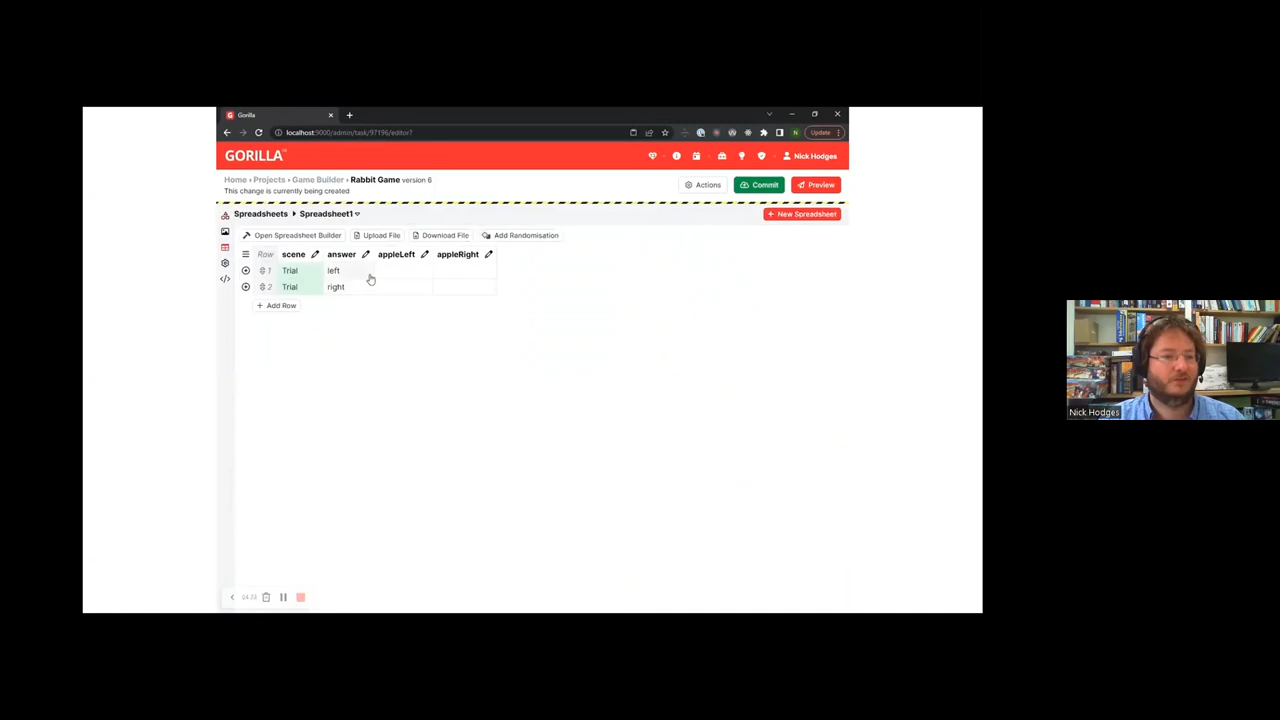 Gorilla
localhost:9000/admin/task/97196/editor?
N
Update
GORILLA
Nick Hodges
Home › Projects › Game Builder › Rabbit Game version 6
This change is currently being created
Actions
Commit
Preview
Spreadsheets Spreadsheet1
+ New Spreadsheet
Open Spreadsheet Builder
Upload File
Download File
Add Randomisation
Row scene answer appleLeft appleRight
1 Trial left
2 Trial right
+ Add Row
Nick Hodges